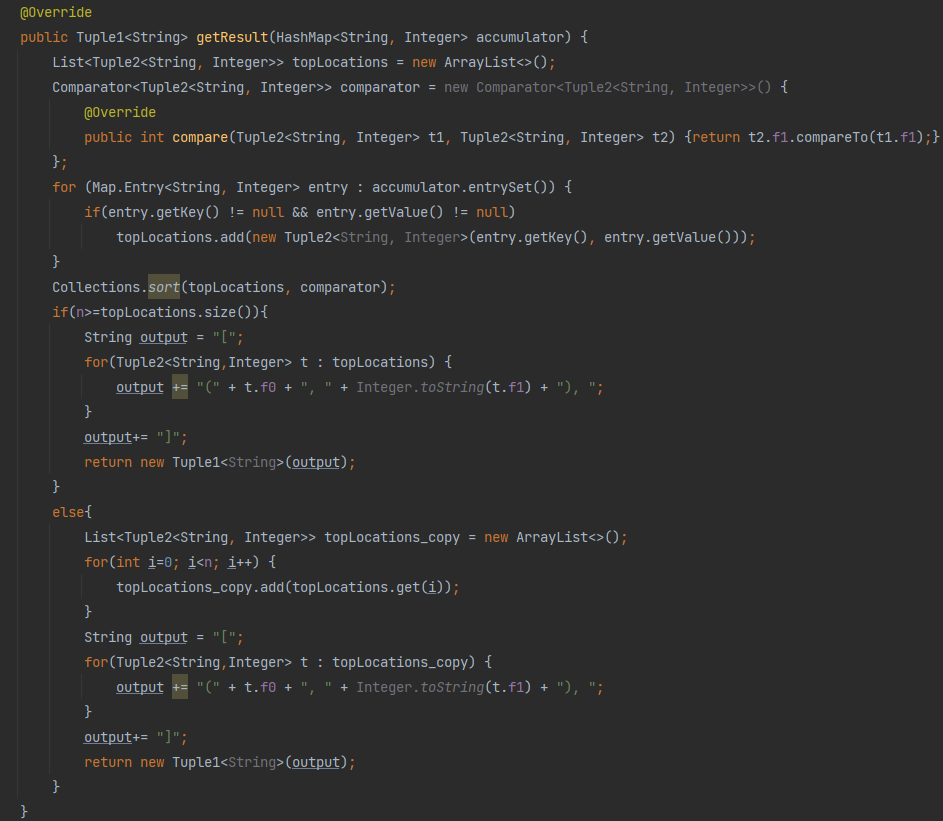 @Override
public Tuple1<String> getResult(HashMap<String, Integer> accumulator) {
    List<Tuple2<String, Integer>> topLocations = new ArrayList<>();
    Comparator<Tuple2<String, Integer>> comparator = new Comparator<Tuple2<String, Integer>>() {
        @Override
        public int compare(Tuple2<String, Integer> t1, Tuple2<String, Integer> t2) {return t2.f1.compareTo(t1.f1);}
    };
    for (Map.Entry<String, Integer> entry : accumulator.entrySet()) {
        if(entry.getKey() != null && entry.getValue() != null)
            topLocations.add(new Tuple2<String, Integer>(entry.getKey(), entry.getValue()));
    }
    Collections.sort(topLocations, comparator);
    if(n>=topLocations.size()){
        String output = "[";
        for(Tuple2<String,Integer> t : topLocations) {
            output += "(" + t.f0 + ", " + Integer.toString(t.f1) + "), ";
        }
        output+= "]";
        return new Tuple1<String>(output);
    }
    else{
        List<Tuple2<String, Integer>> topLocations_copy = new ArrayList<>();
        for(int i=0; i<n; i++) {
            topLocations_copy.add(topLocations.get(i));
        }
        String output = "[";
        for(Tuple2<String,Integer> t : topLocations_copy) {
            output += "(" + t.f0 + ", " + Integer.toString(t.f1) + "), ";
        }
        output+= "]";
        return new Tuple1<String>(output);
    }
}